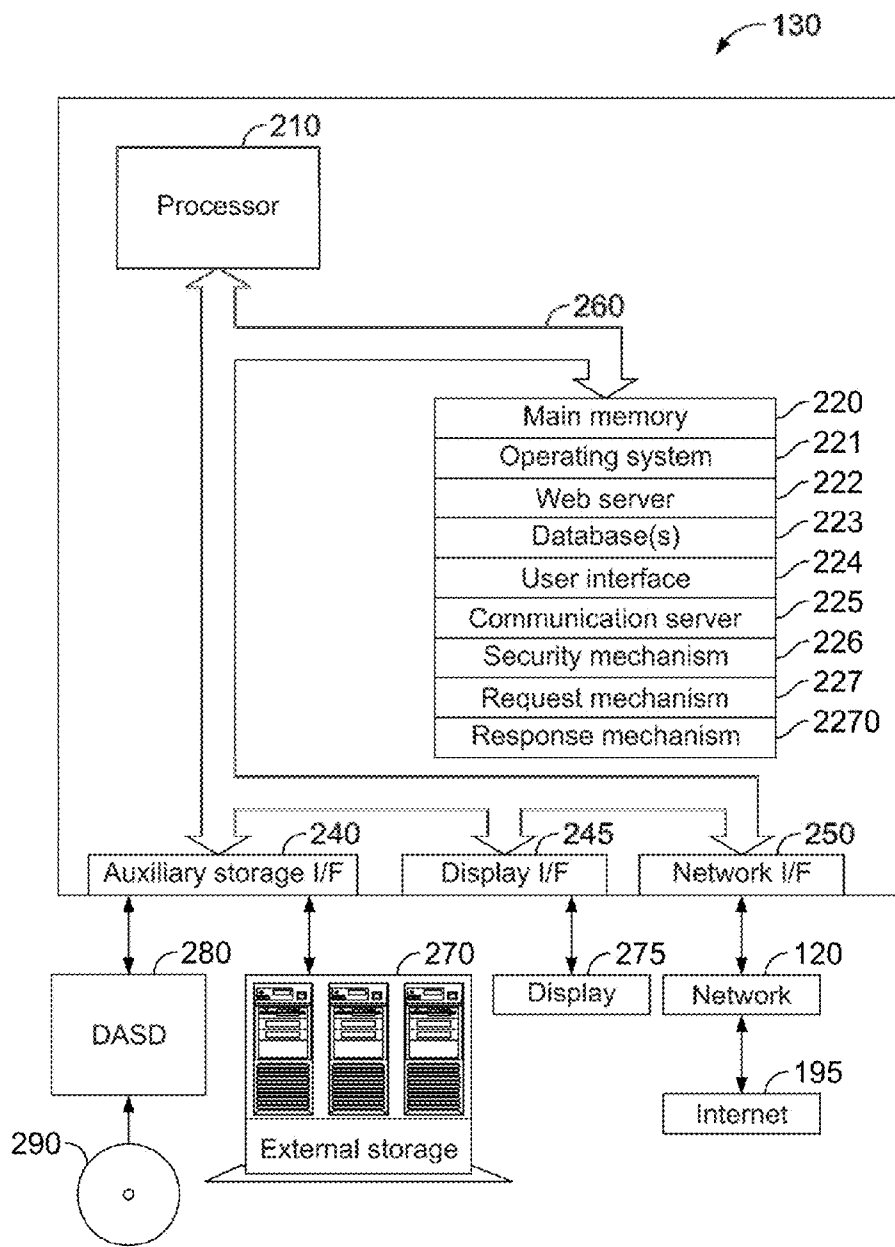 130
210
Processor
260
Main memory 220
Operating system 221
Web server 222
Database(s) 223
User interface 224
Communication server 225
Security mechanism 226
Request mechanism 227
Response mechanism 2270
240 245 250
Auxiliary storage I/F Display I/F Network I/F
280 270 275 120
DASD Display Network
195
Internet
290 External storage